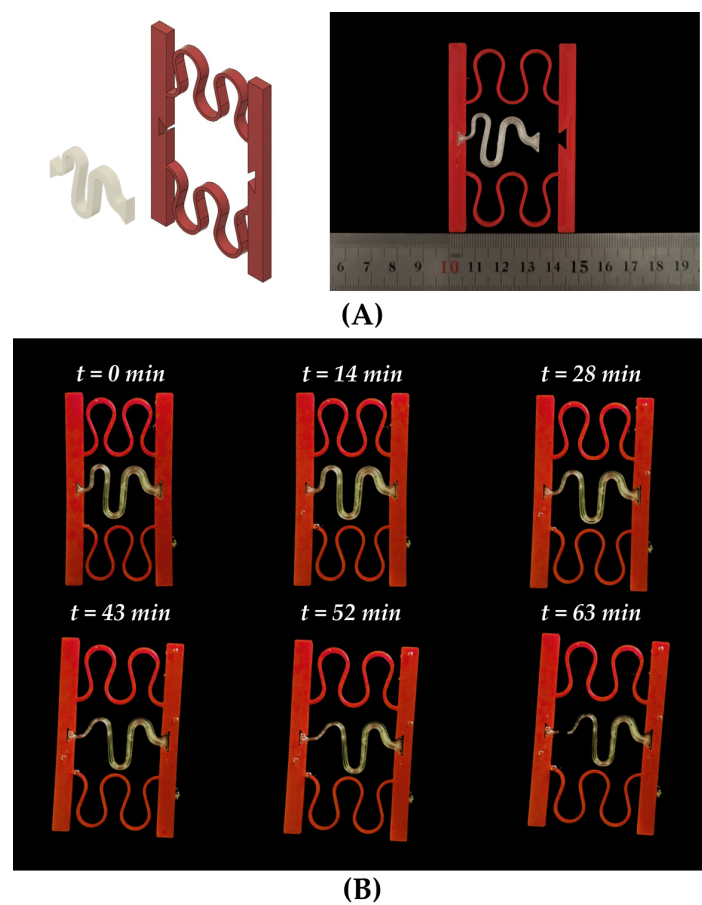 6 7 8 9 10 11 12 13 14 15 16 17 18 19
(A)
t = 0 min t = 14 min t = 28 min
t = 43 min t = 52 min t = 63 min
(B)